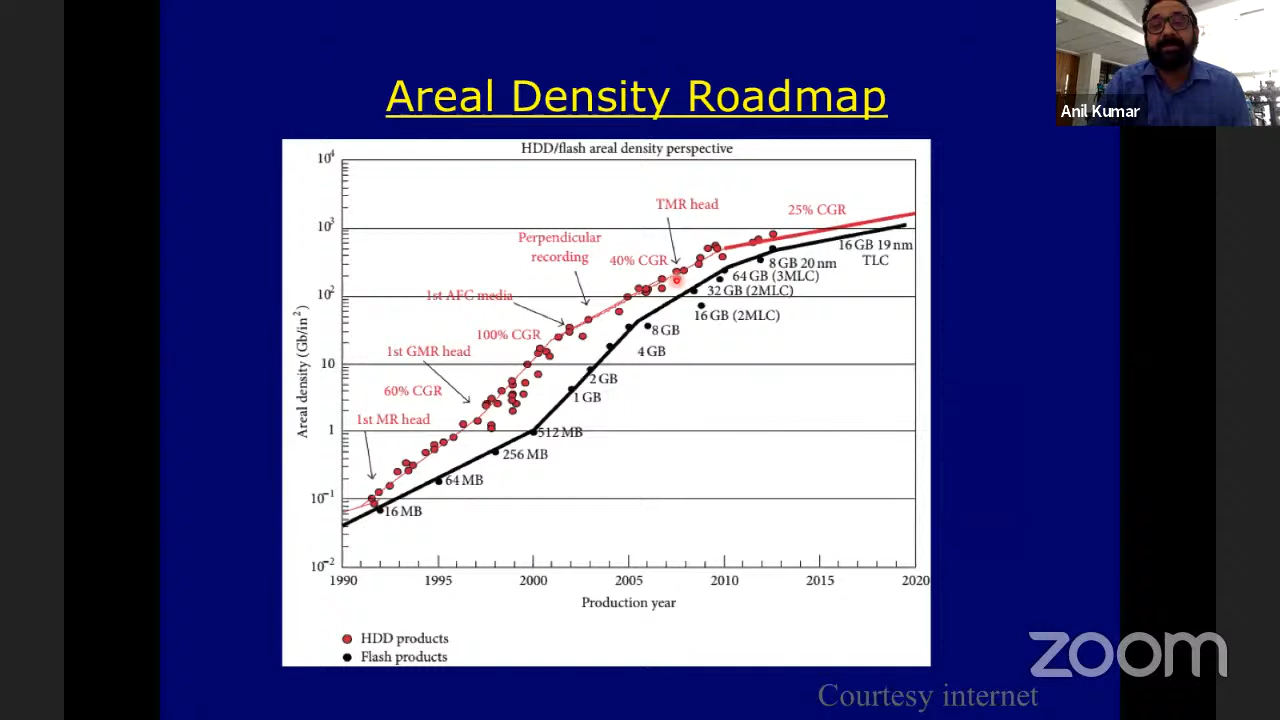 Areal Density Roadmap
Anil Kumar
HDD/flash areal density perspective
10⁴
10³
10²
10
1
10⁻¹
10⁻²
Areal density (Gb/in²)
TMR head
25% CGR
Perpendicular
recording
40% CGR
1st AFC media
100% CGR
1st GMR head
60% CGR
1st MR head
16 GB 19 nm
TLC
8 GB 20 nm
64 GB (3MLC)
32 GB (2MLC)
16 GB (2MLC)
8 GB
4 GB
2 GB
1 GB
512 MB
256 MB
64 MB
16 MB
1990 1995 2000 2005 2010 2015 2020
Production year
HDD products
Flash products
zoom
Courtesy internet